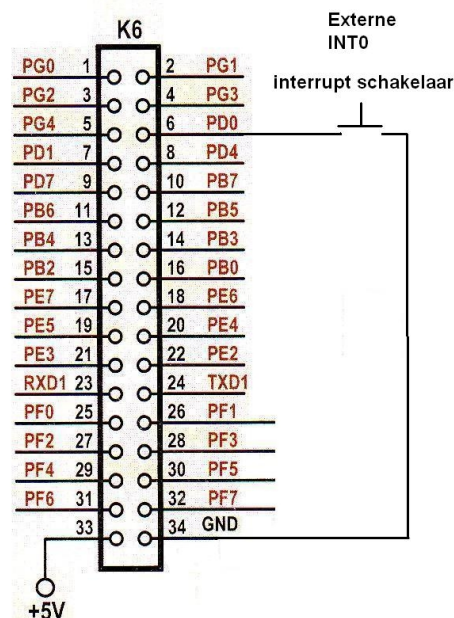 Externe
INT0
interrupt schakelaar
K6
PG0 1 2 PG1
PG2 3 4 PG3
PG4 5 6 PD0
PD1 7 8 PD4
PD7 9 10 PB7
PB6 11 12 PB5
PB4 13 14 PB3
PB2 15 16 PB0
PE7 17 18 PE6
PE5 19 20 PE4
PE3 21 22 PE2
RXD1 23 24 TXD1
PF0 25 26 PF1
PF2 27 28 PF3
PF4 29 30 PF5
PF6 31 32 PF7
33 34 GND
+5V